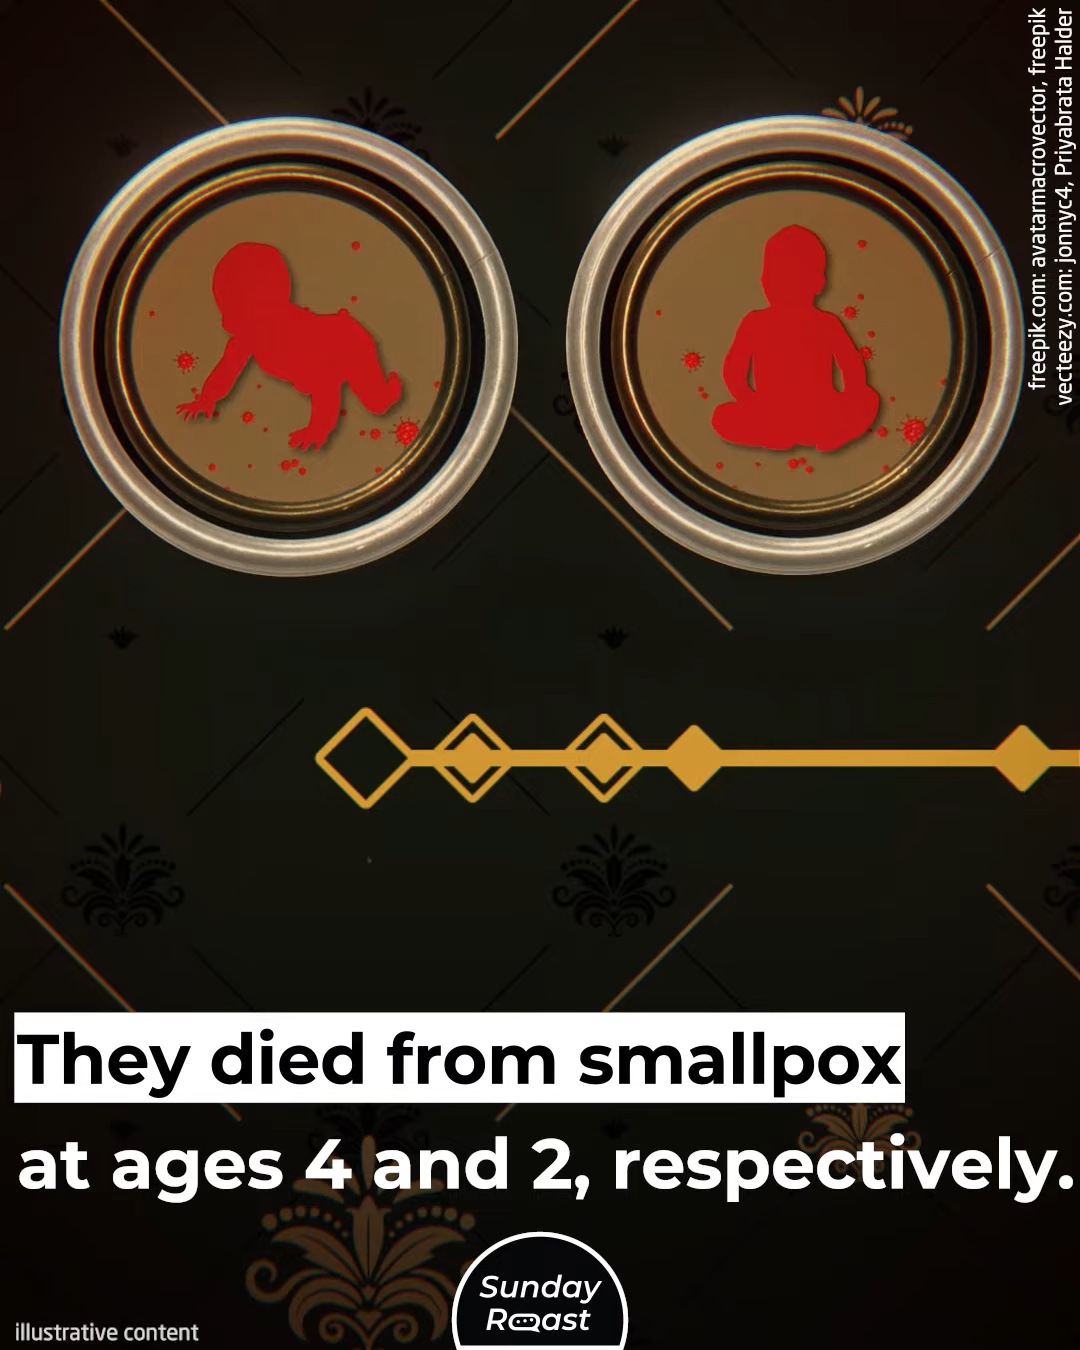 freepik.com: avatarmacrovector, freepik
vecteezy.com: jonnyc4, Priyabrata Halder
They died from smallpox
at ages 4 and 2, respectively.
Sunday
Roast
illustrative content